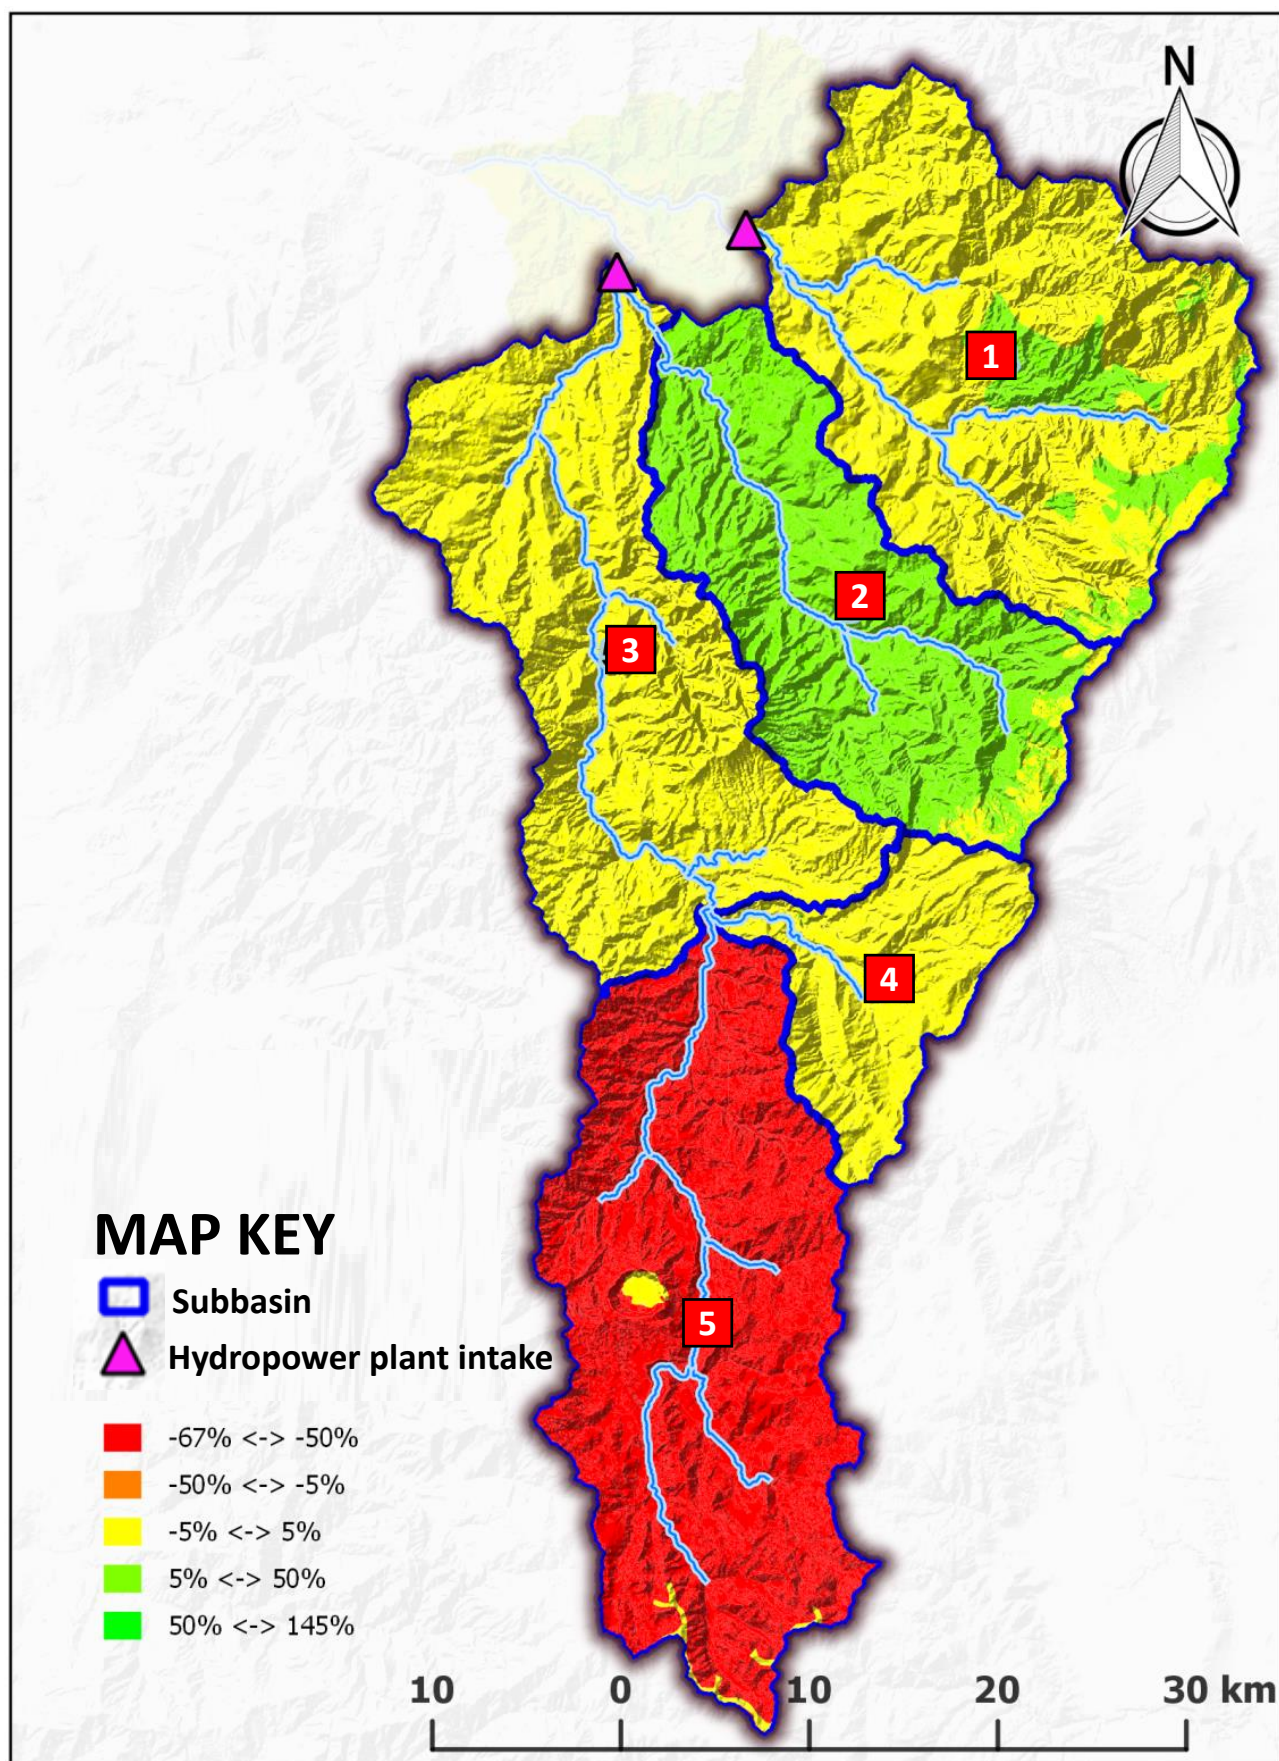 N
1
2
3
4
5
MAP KEY
Subbasin
Hydropower plant intake
-67% <-> -50%
-50% <-> -5%
-5% <-> 5%
5% <-> 50%
50% <-> 145%
10 0 10 20 30 km